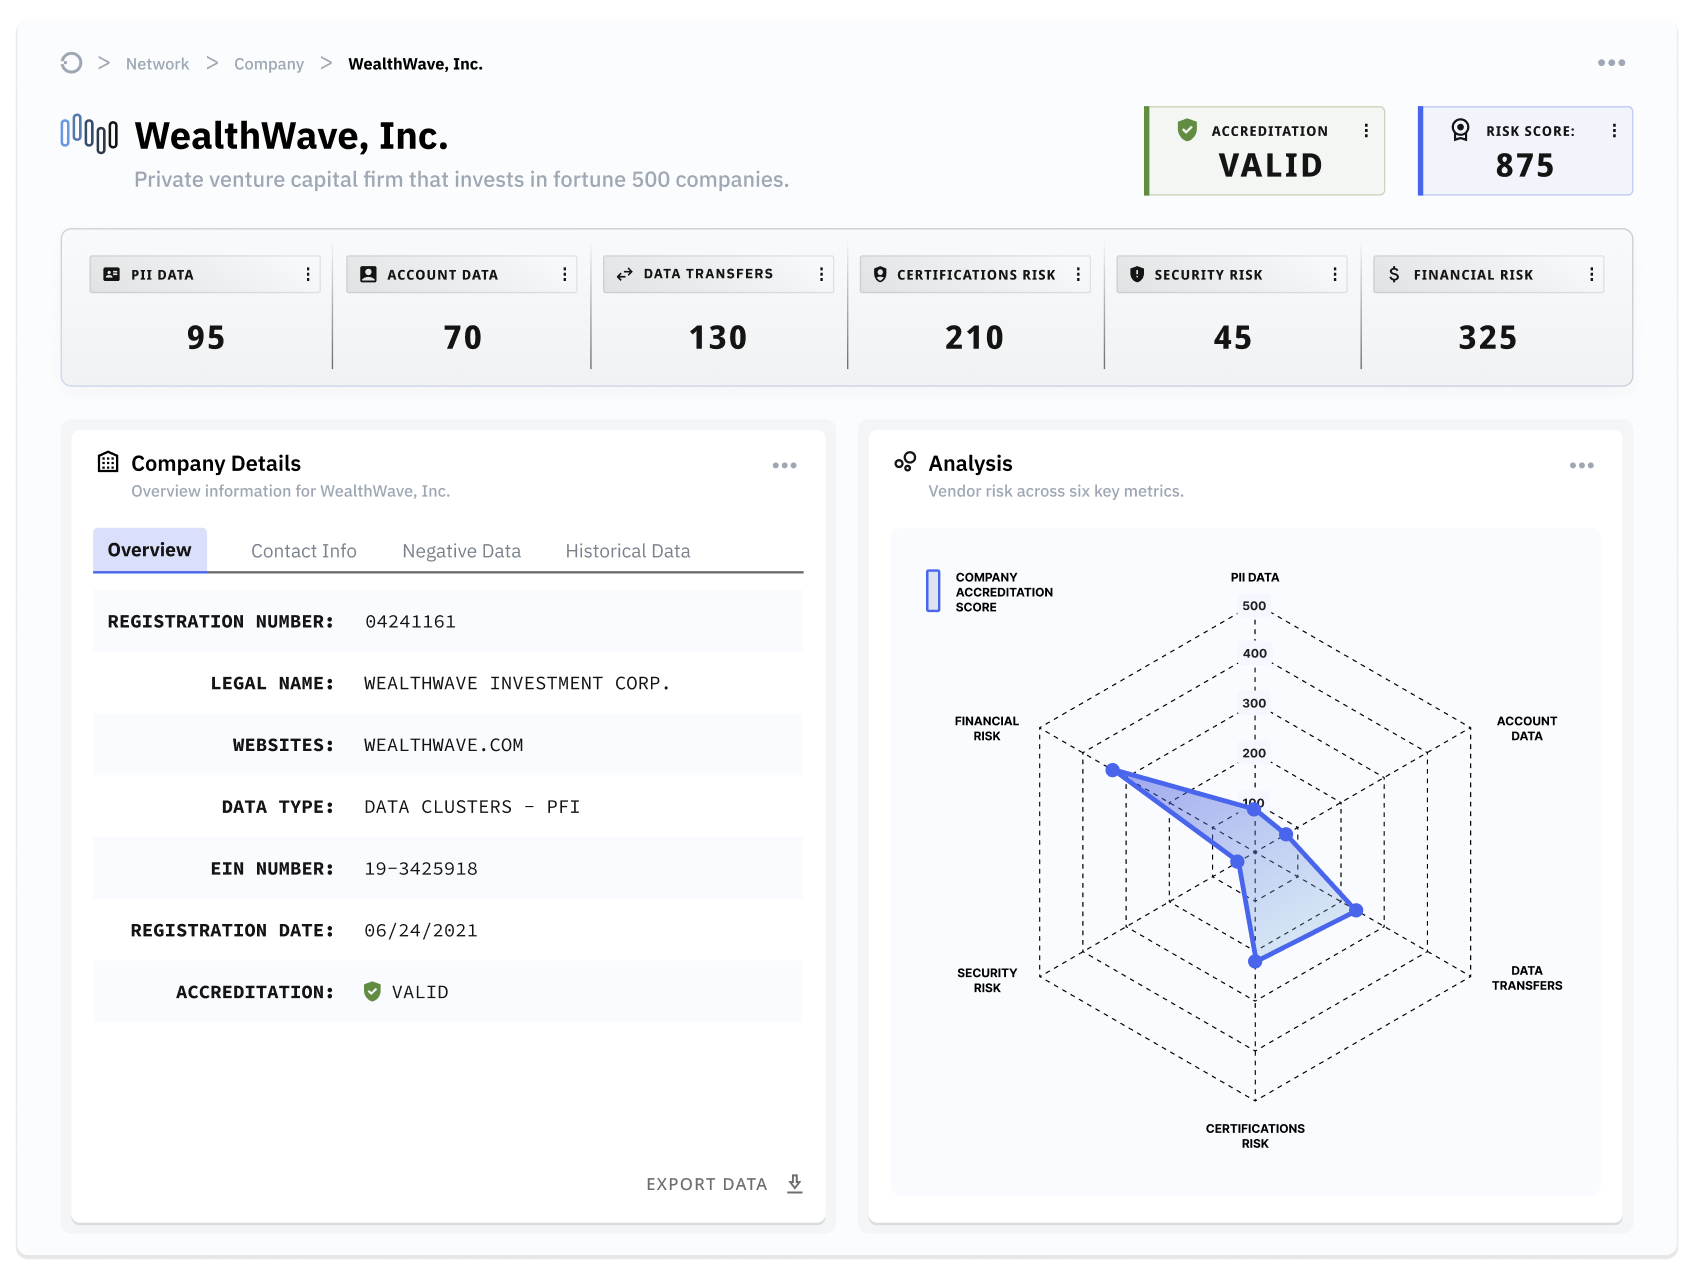 > Network > Company > WealthWave, Inc.
WealthWave, Inc.
Private venture capital firm that invests in fortune 500 companies.
ACCREDITATION
VALID
RISK SCORE:
875
PII DATA
95
ACCOUNT DATA
70
DATA TRANSFERS
130
CERTIFICATIONS RISK
210
SECURITY RISK
45
$ FINANCIAL RISK
325
Company Details
Overview information for WealthWave, Inc.
Overview Contact Info Negative Data Historical Data
REGISTRATION NUMBER: 04241161
LEGAL NAME: WEALTHWAVE INVESTMENT CORP.
WEBSITES: WEALTHWAVE.COM
DATA TYPE: DATA CLUSTERS - PFI
EIN NUMBER: 19-3425918
REGISTRATION DATE: 06/24/2021
ACCREDITATION: VALID
EXPORT DATA
Analysis
Vendor risk across six key metrics.
COMPANY
ACCREDITATION
SCORE
PII DATA
500
400
300
200
100
ACCOUNT
DATA
DATA
TRANSFERS
CERTIFICATIONS
RISK
SECURITY
RISK
FINANCIAL
RISK